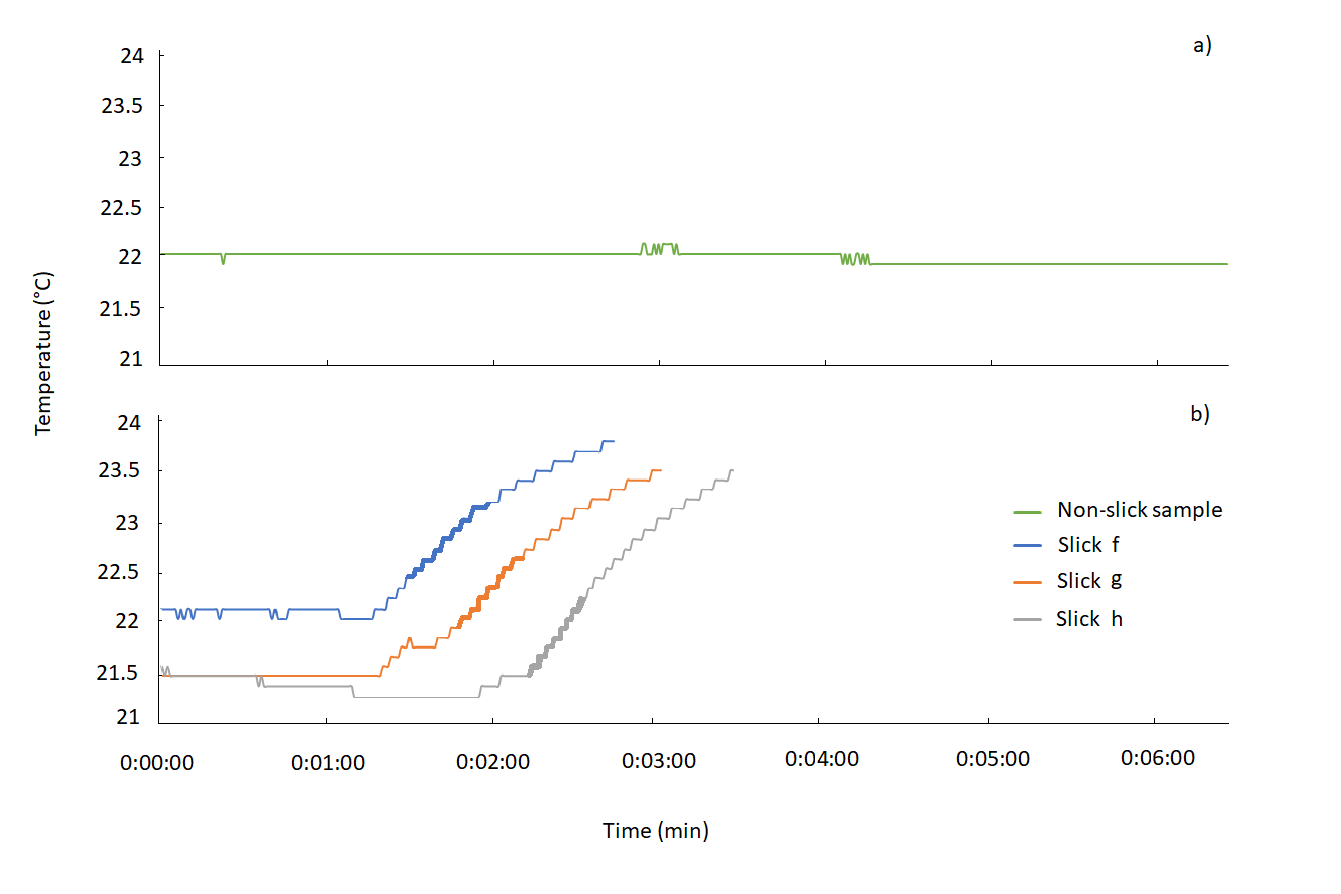 a)
24
23.5
23
22.5
22
21.5
21
Temperature (°C)
b)
24
23.5
23
22.5
22
21.5
21
Non-slick sample
Slick f
Slick g
Slick h
0:00:00 0:01:00 0:02:00 0:03:00 0:04:00 0:05:00 0:06:00
Time (min)